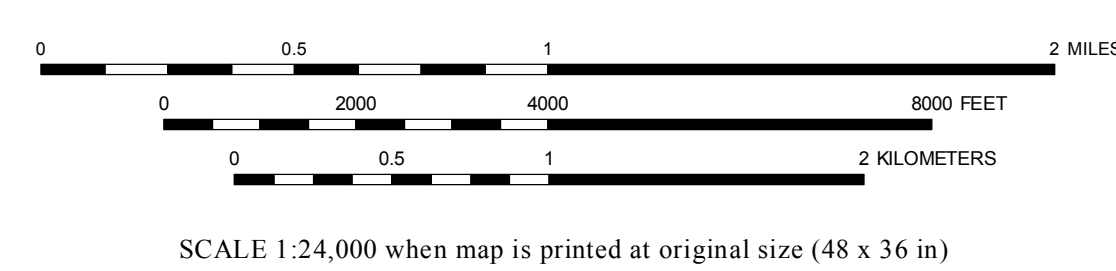 0 0.5 1 2 MILES
0 2000 4000 8000 FEET
0 0.5 1 2 KILOMETERS
SCALE 1:24,000 when map is printed at original size (48 x 36 in)